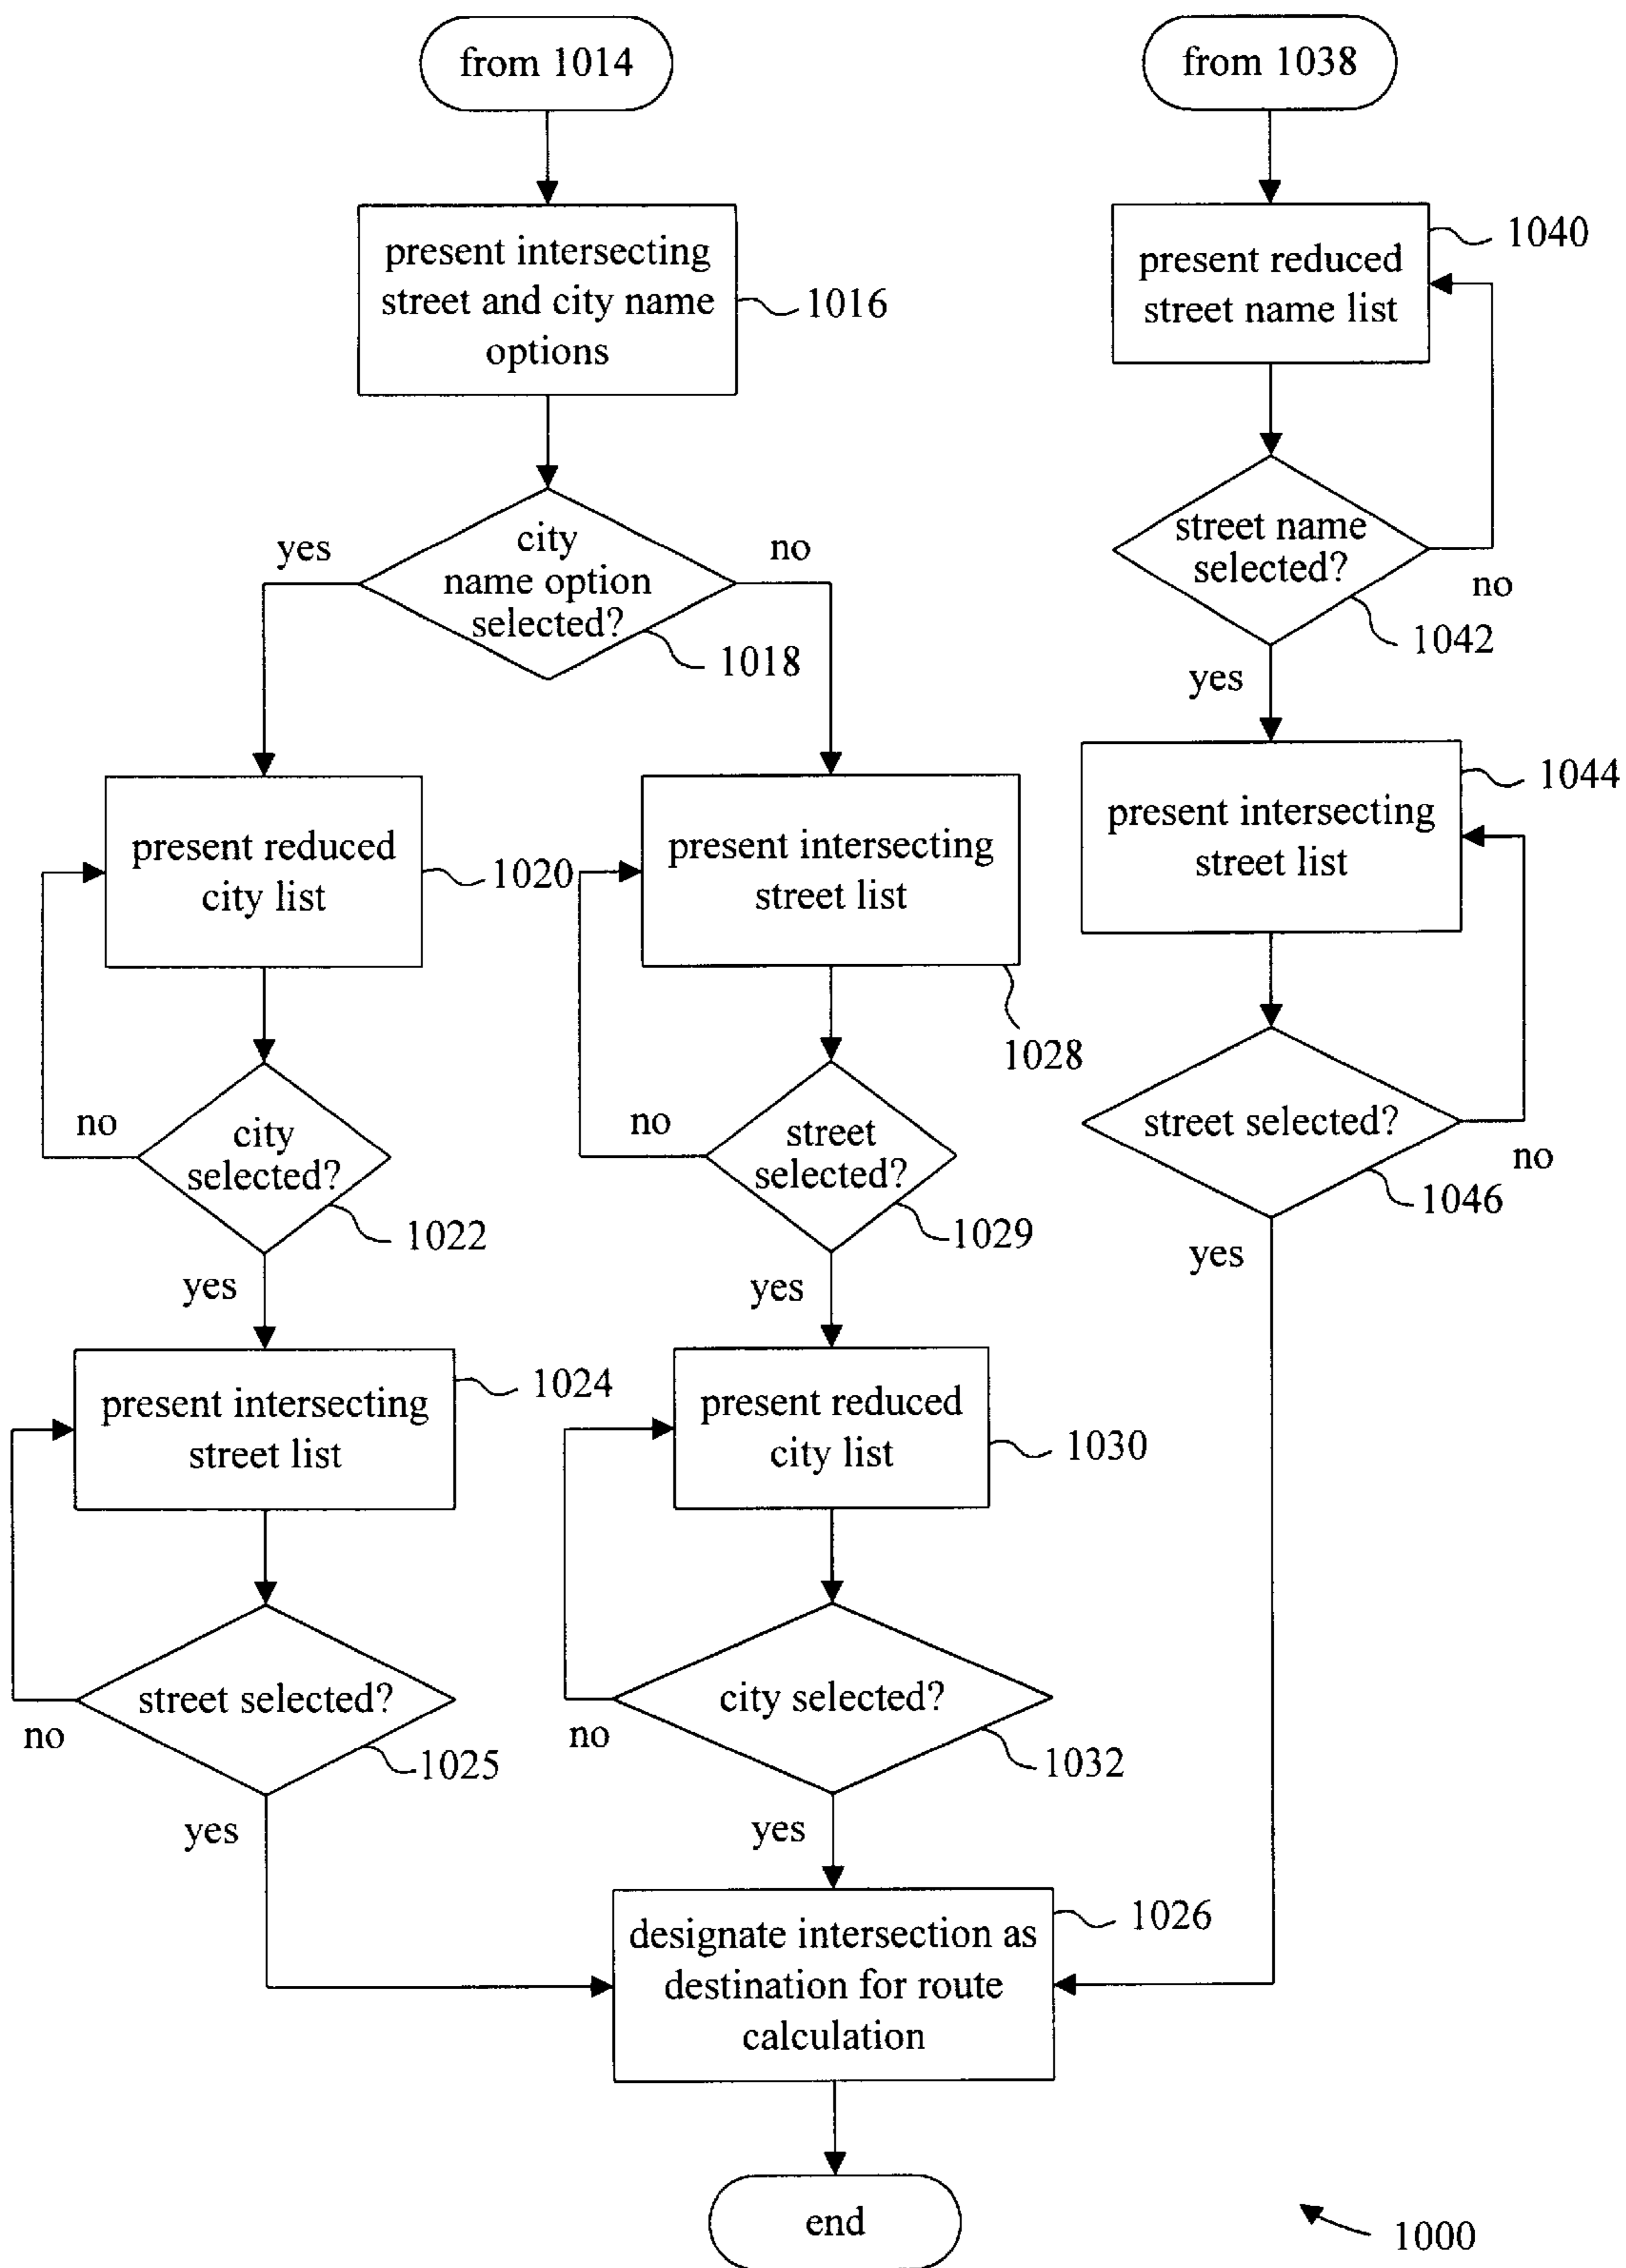 from 1014
present intersecting
street and city name
options
1016
city
name option
selected?
1018
yes
no
present reduced
city list
1020
city
selected?
1022
no
yes
present intersecting
street list
1024
street selected?
1025
no
yes
present intersecting
street list
1028
street
selected?
1029
no
yes
present reduced
city list
1030
city selected?
1032
no
yes
from 1038
present reduced
street name list
1040
street name
selected?
1042
no
yes
present intersecting
street list
1044
street selected?
1046
no
yes
designate intersection as
destination for route
calculation
1026
end
1000